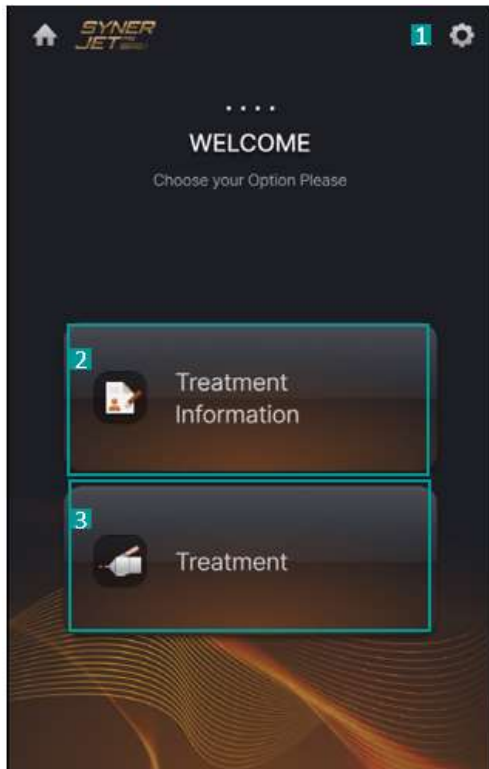 SYNER
JET
1
WELCOME
Choose your Option Please
2
Treatment
Information
3
Treatment